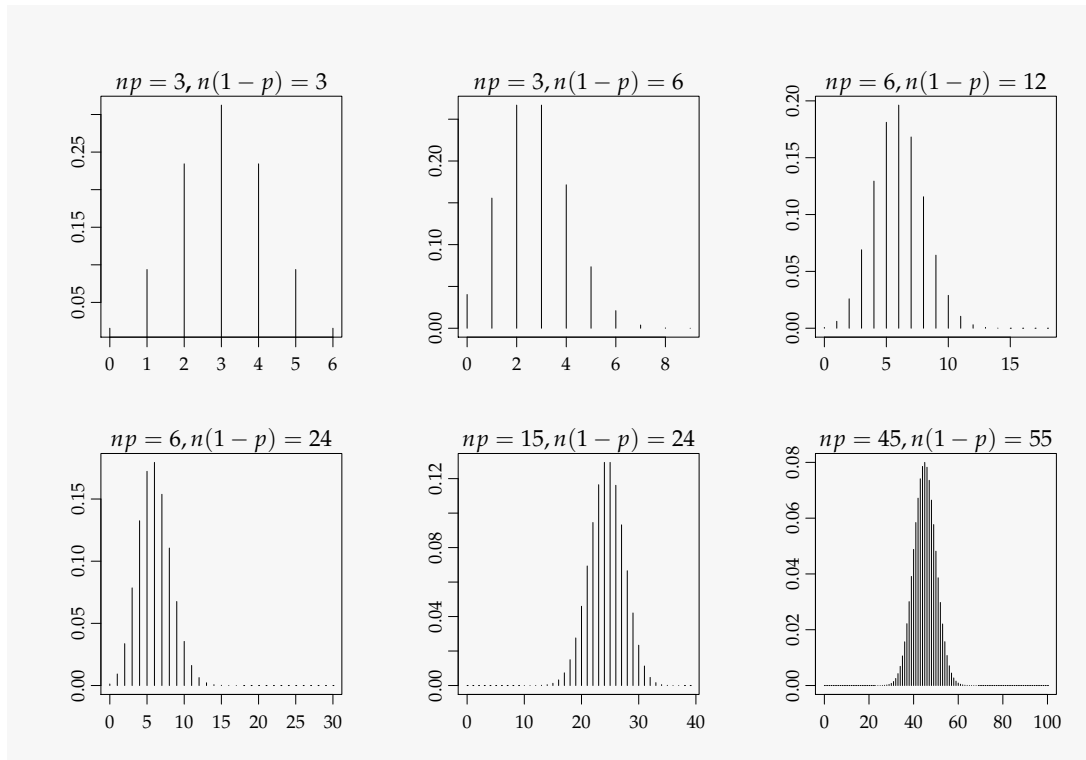 np = 3, n(1 − p) = 3
0.05 0.15 0.25
0 1 2 3 4 5 6
np = 3, n(1 − p) = 6
0.00 0.10 0.20
0 2 4 6 8
np = 6, n(1 − p) = 12
0.00 0.05 0.10 0.15 0.20
0 5 10 15
np = 6, n(1 − p) = 24
0.00 0.05 0.10 0.15
0 5 10 15 20 25 30
np = 15, n(1 − p) = 24
0.00 0.04 0.08 0.12
0 10 20 30 40
np = 45, n(1 − p) = 55
0.00 0.02 0.04 0.06 0.08
0 20 40 60 80 100